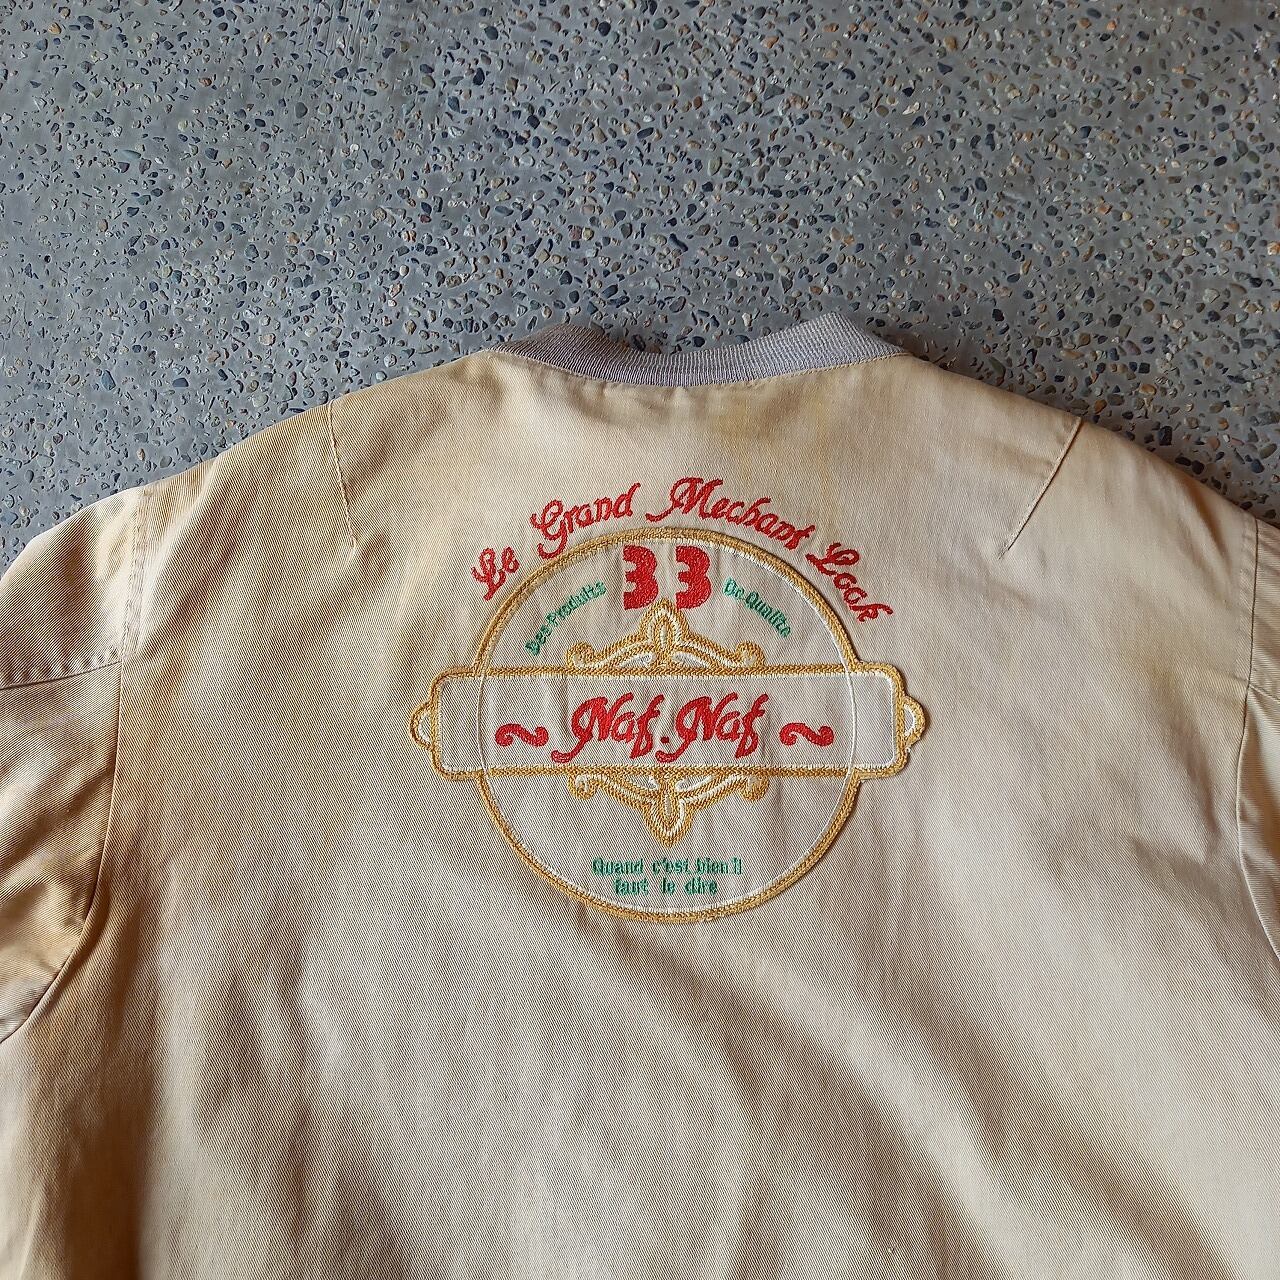 Le Grand Mechant Look
33
Des Produits De Qualite
~ Naf.Naf ~
Quand c'est bien il
faut le dire